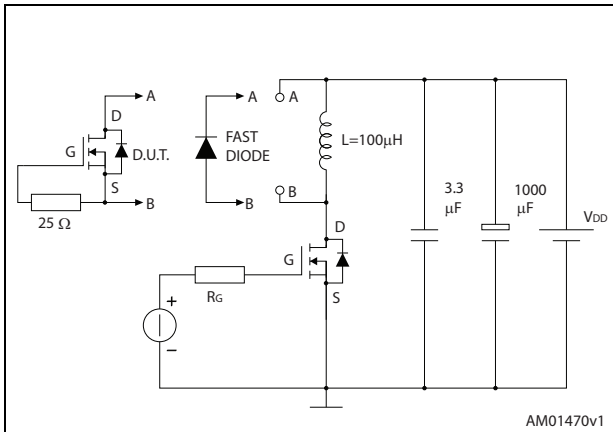 A
D
G
D.U.T.
S
B
25 Ω
A
FAST
DIODE
B
A
L=100μH
B
D
G
S
RG
+
–
3.3
μF
1000
μF
VDD
AM01470v1